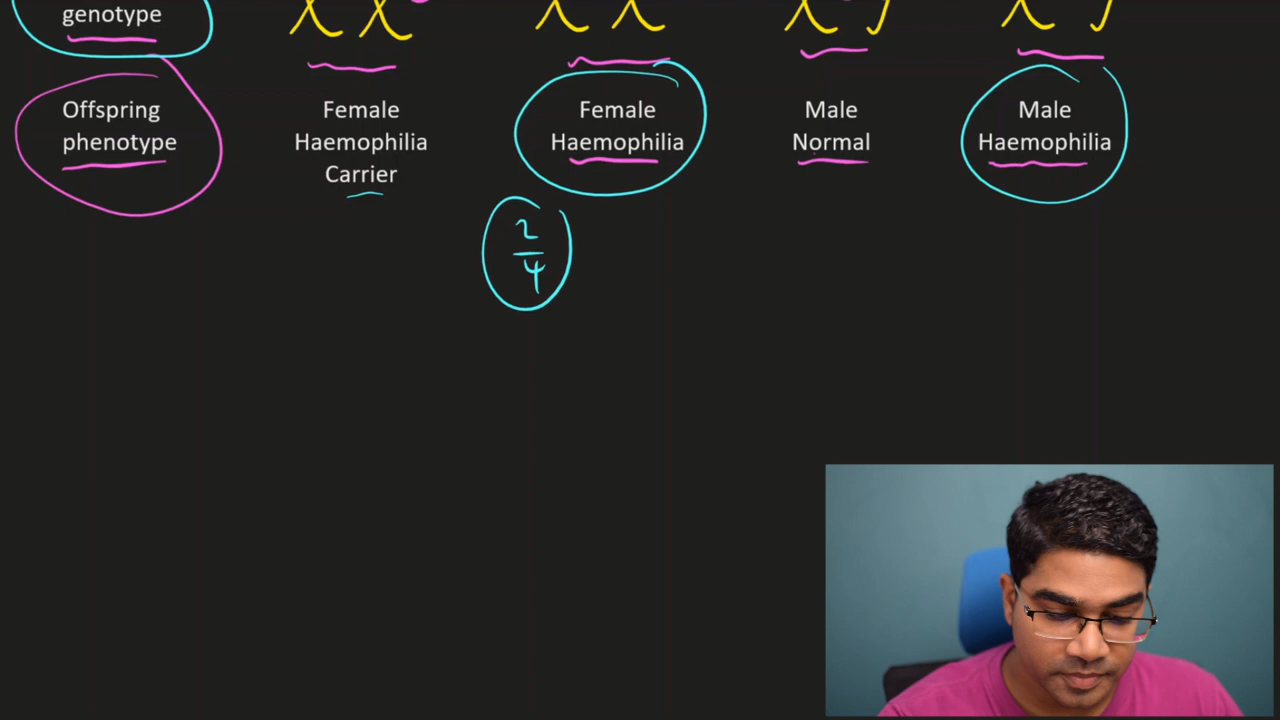 genotype
X X
X X
X y
X y
Offspring
phenotype
Female
Haemophilia
Carrier
Female
Haemophilia
Male
Normal
Male
Haemophilia
2
4